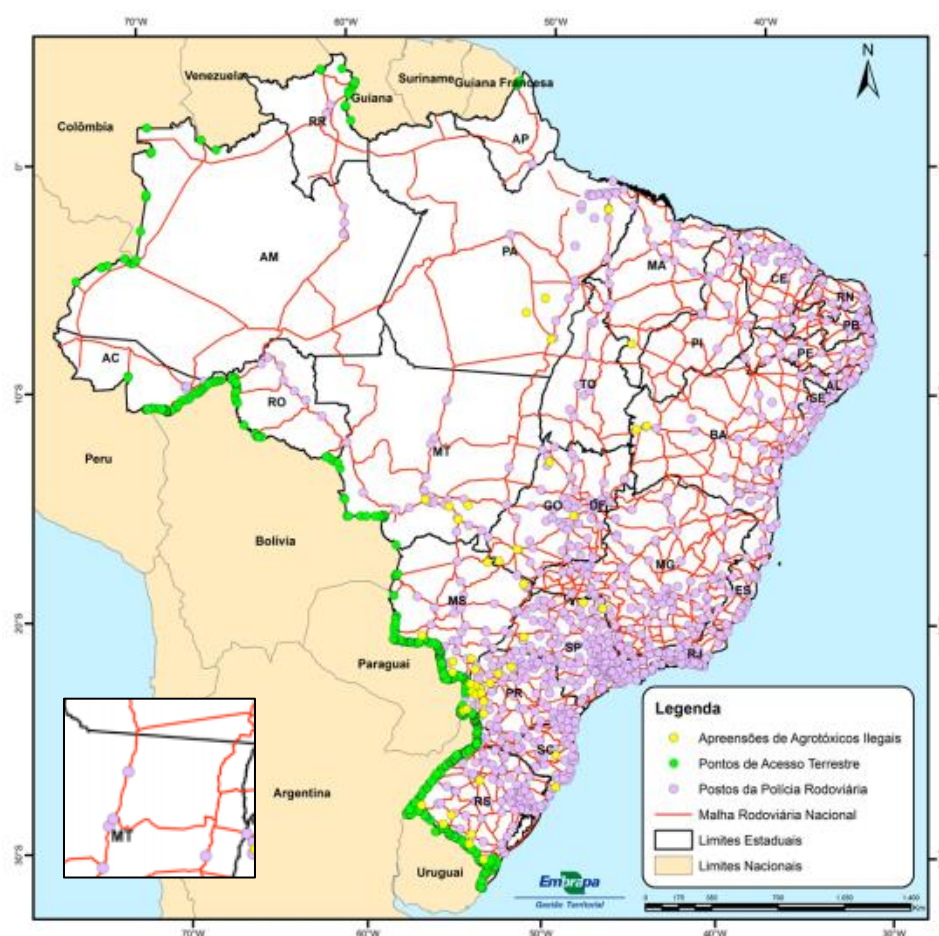 70°W 60°W 50°W 40°W
N
Venezuela
Suriname
Guiana Francesa
Guiana
Colômbia
RR
AP
0°
AM
PA
MA
CE
RN
PB
PI
PE
AC
AL
TO
SE
10°S
RO
BA
Peru
MT
GO
DF
Bolívia
MG
ES
MS
20°S
SP
RJ
Paraguai
PR
Legenda
Apreensões de Agrotóxicos Ilegais
SC
Pontos de Acesso Terrestre
Postos da Polícia Rodoviária
Argentina
RS
Malha Rodoviária Nacional
MT
Limites Estaduais
30°S
Limites Nacionais
Uruguai
Embrapa
Gestão Territorial
Km
70°W 60°W 50°W 40°W 30°W